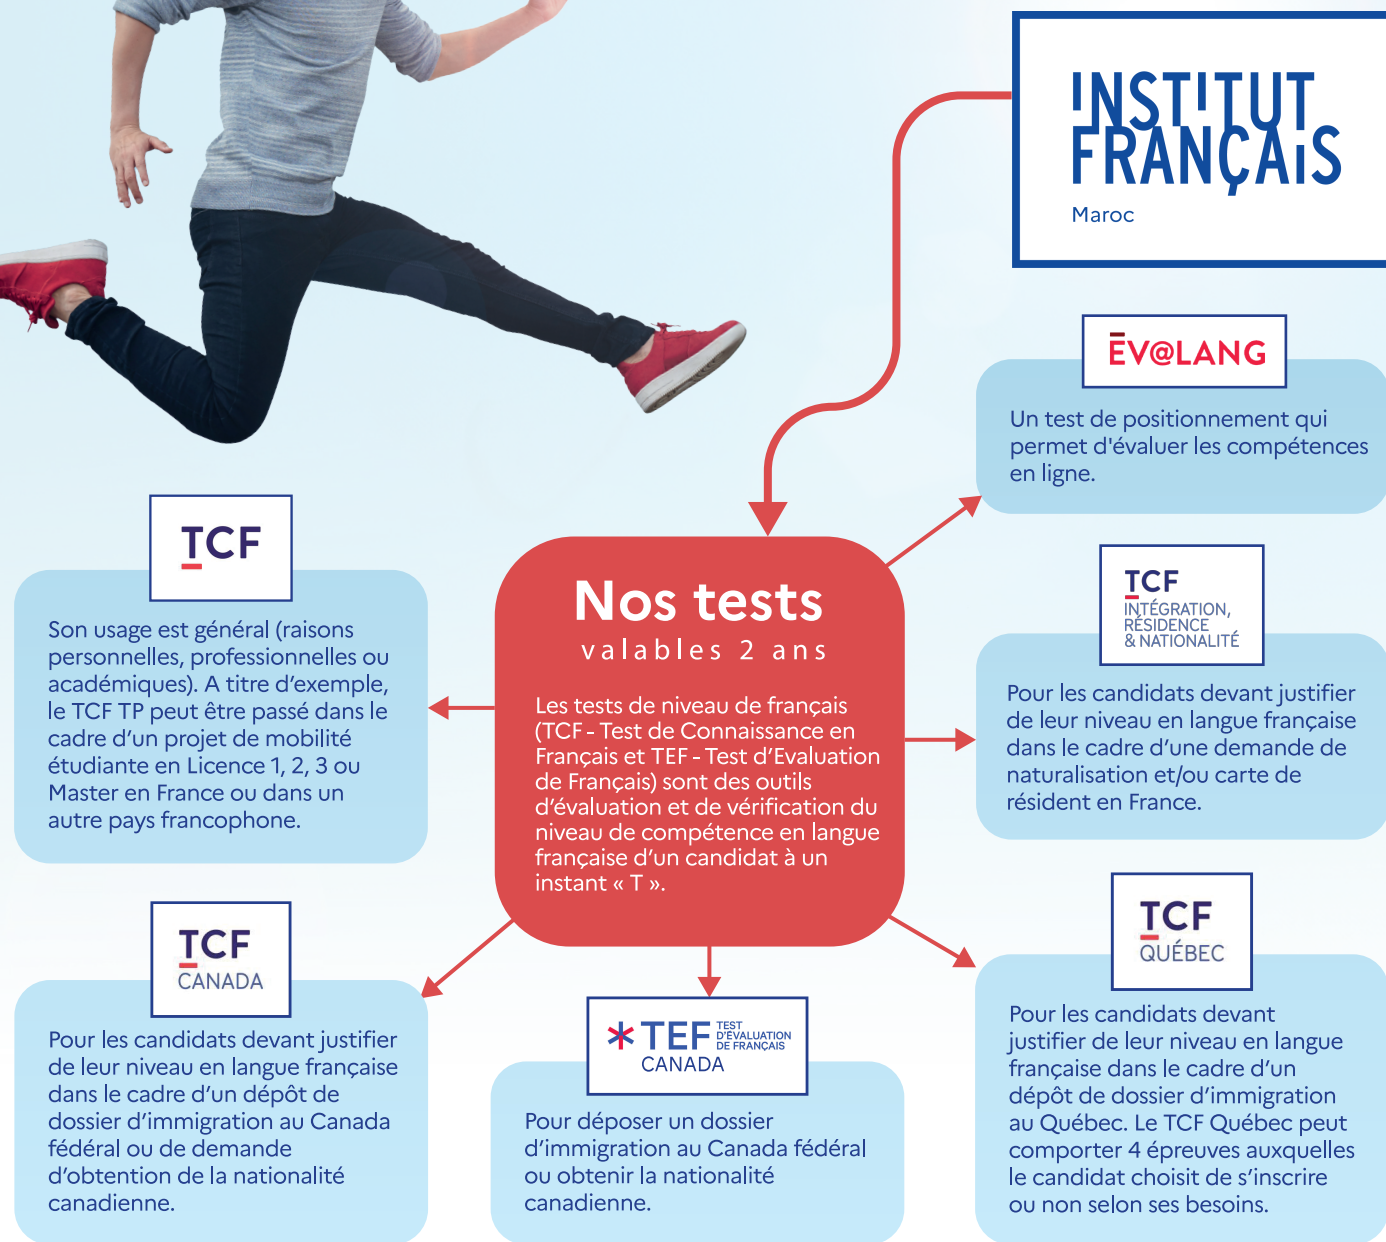 INSTITUT
FRANÇAIS
Maroc
ĒV@LANG
Un test de positionnement qui
permet d'évaluer les compétences
en ligne.
TCF
Son usage est général (raisons
personnelles, professionnelles ou
académiques). A titre d'exemple,
le TCF TP peut être passé dans le
cadre d'un projet de mobilité
étudiante en Licence 1, 2, 3 ou
Master en France ou dans un
autre pays francophone.
Nos tests
valables 2 ans
Les tests de niveau de français
(TCF - Test de Connaissance en
Français et TEF - Test d'Evaluation
de Français) sont des outils
d'évaluation et de vérification du
niveau de compétence en langue
française d'un candidat à un
instant « T ».
TCF
INTÉGRATION,
RÉSIDENCE
& NATIONALITÉ
Pour les candidats devant justifier
de leur niveau en langue française
dans le cadre d'une demande de
naturalisation et/ou carte de
résident en France.
TCF
CANADA
Pour les candidats devant justifier
de leur niveau en langue française
dans le cadre d'un dépôt de
dossier d'immigration au Canada
fédéral ou de demande
d'obtention de la nationalité
canadienne.
TEF TEST
D'ÉVALUATION
DE FRANÇAIS
CANADA
Pour déposer un dossier
d'immigration au Canada fédéral
ou obtenir la nationalité
canadienne.
TCF
QUÉBEC
Pour les candidats devant
justifier de leur niveau en langue
française dans le cadre d'un
dépôt de dossier d'immigration
au Québec. Le TCF Québec peut
comporter 4 épreuves auxquelles
le candidat choisit de s'inscrire
ou non selon ses besoins.